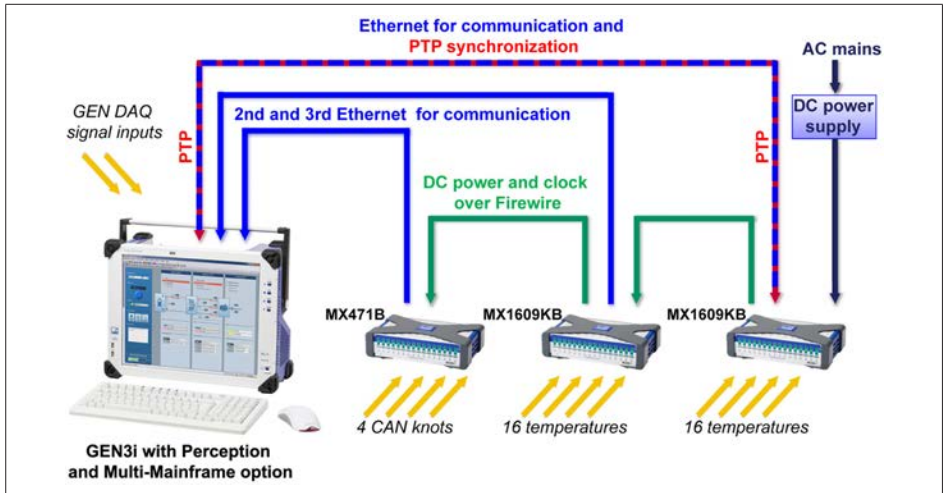 Ethernet for communication and
PTP synchronization
AC mains
GEN DAQ
signal inputs
2nd and 3rd Ethernet for communication
DC power
supply
PTP
PTP
DC power and clock
over Firewire
MX471B
MX1609KB
MX1609KB
4 CAN knots
16 temperatures
16 temperatures
GEN3i with Perception
and Multi-Mainframe option